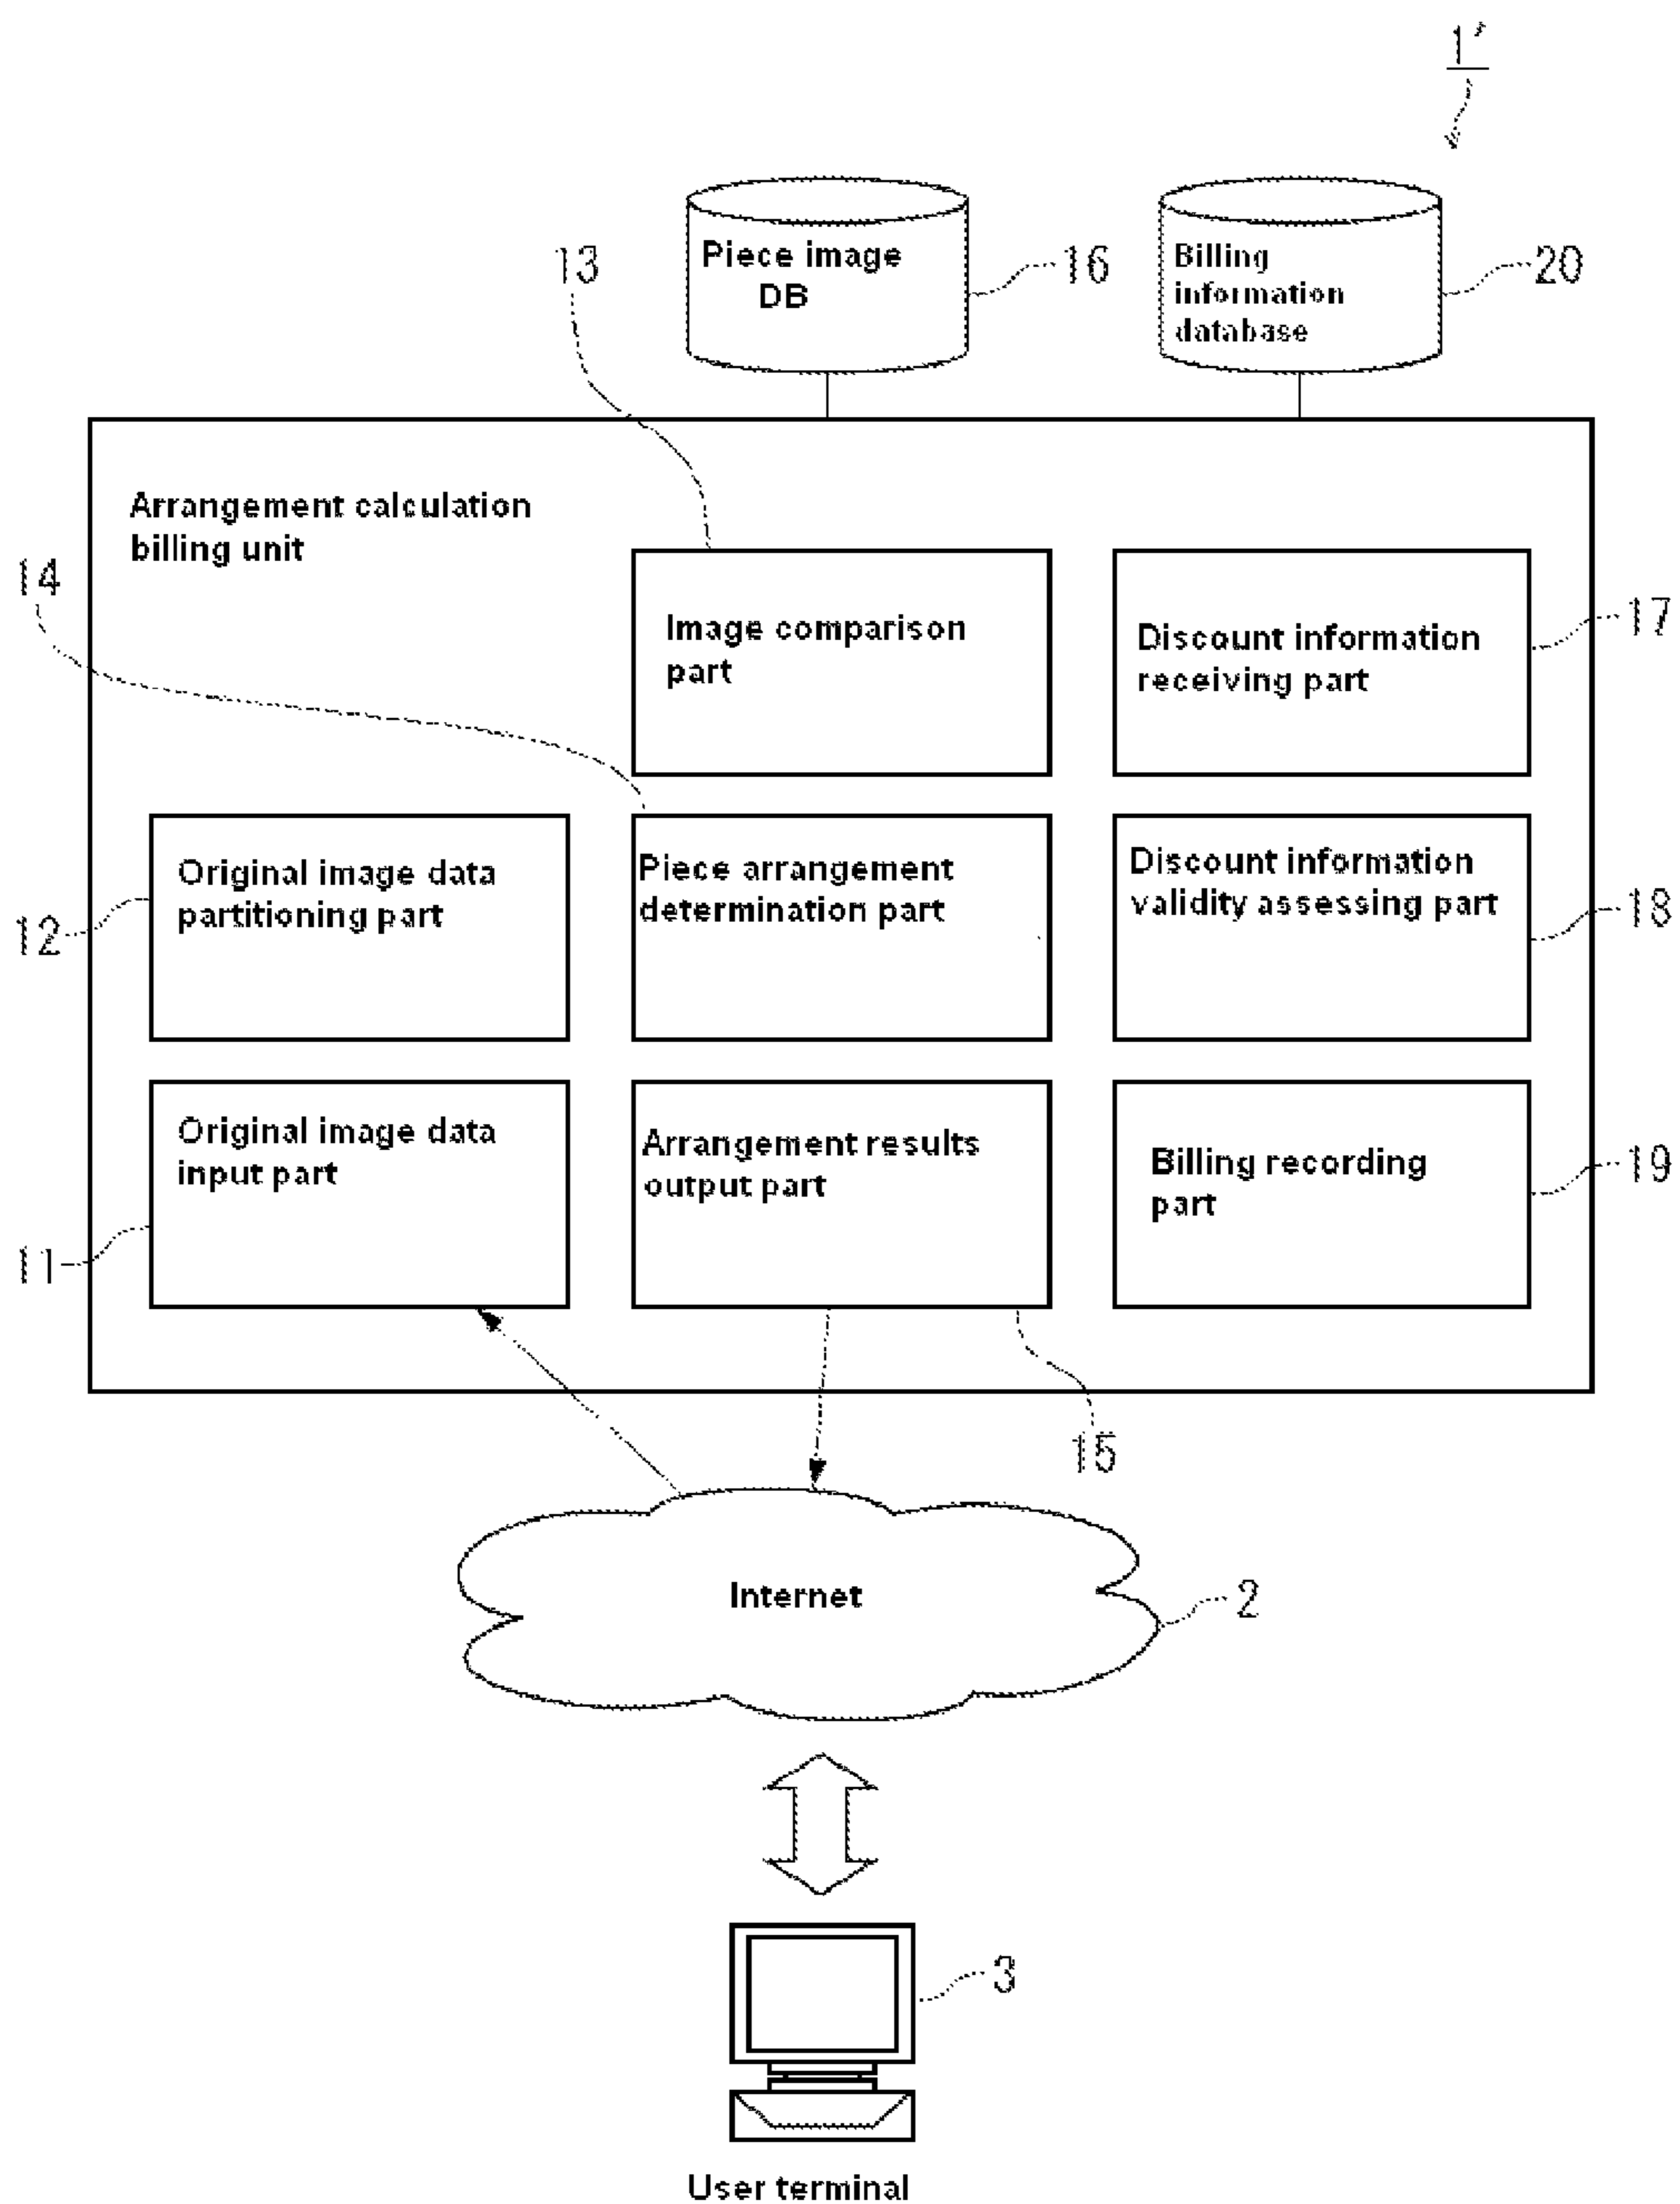 1′
Piece image
DB
16
Billing
information
database
20
13
Arrangement calculation
billing unit
14
Image comparison
part
Discount information
receiving part
17
Original image data
partitioning part
12
Piece arrangement
determination part
Discount information
validity assessing part
18
Original image data
input part
11
Arrangement results
output part
Billing recording
part
19
15
Internet
2
3
User terminal